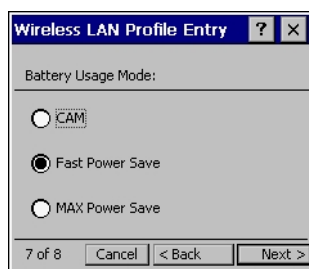 Wireless LAN Profile Entry ? ×
Battery Usage Mode:
CAM
Fast Power Save
MAX Power Save
7 of 8 Cancel < Back Next >